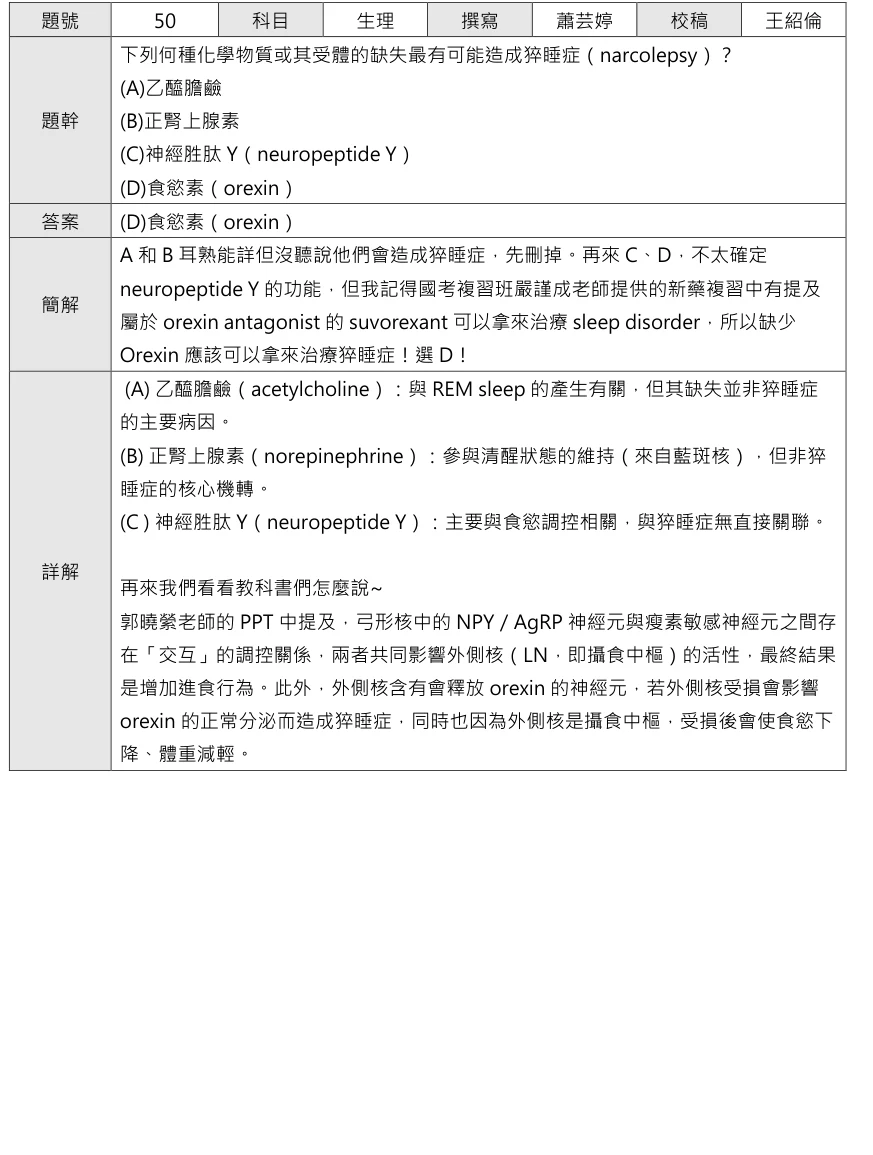 題號 50 科目 生理 撰寫 蕭芸婷 校稿 王紹倫
題幹
下列何種化學物質或其受體的缺失最有可能造成猝睡症（narcolepsy）？
(A)乙醯膽鹼
(B)正腎上腺素
(C)神經胜肽 Y（neuropeptide Y）
(D)食慾素（orexin）
答案 (D)食慾素（orexin）
簡解
A 和 B 耳熟能詳但沒聽說他們會造成猝睡症，先刪掉。再來 C、D，不太確定
neuropeptide Y 的功能，但我記得國考複習班嚴謹成老師提供的新藥複習中有提及
屬於 orexin antagonist 的 suvorexant 可以拿來治療 sleep disorder，所以缺少
Orexin 應該可以拿來治療猝睡症！選 D！
詳解
(A) 乙醯膽鹼（acetylcholine）：與 REM sleep 的產生有關，但其缺失並非猝睡症
的主要病因。
(B) 正腎上腺素（norepinephrine）：參與清醒狀態的維持（來自藍斑核），但非猝
睡症的核心機轉。
(C ) 神經胜肽 Y（neuropeptide Y）：主要與食慾調控相關，與猝睡症無直接關聯。
再來我們看看教科書們怎麼說~
郭曉縈老師的 PPT 中提及，弓形核中的 NPY / AgRP 神經元與瘦素敏感神經元之間存
在「交互」的調控關係，兩者共同影響外側核（LN，即攝食中樞）的活性，最終結果
是增加進食行為。此外，外側核含有會釋放 orexin 的神經元，若外側核受損會影響
orexin 的正常分泌而造成猝睡症，同時也因為外側核是攝食中樞，受損後會使食慾下
降、體重減輕。